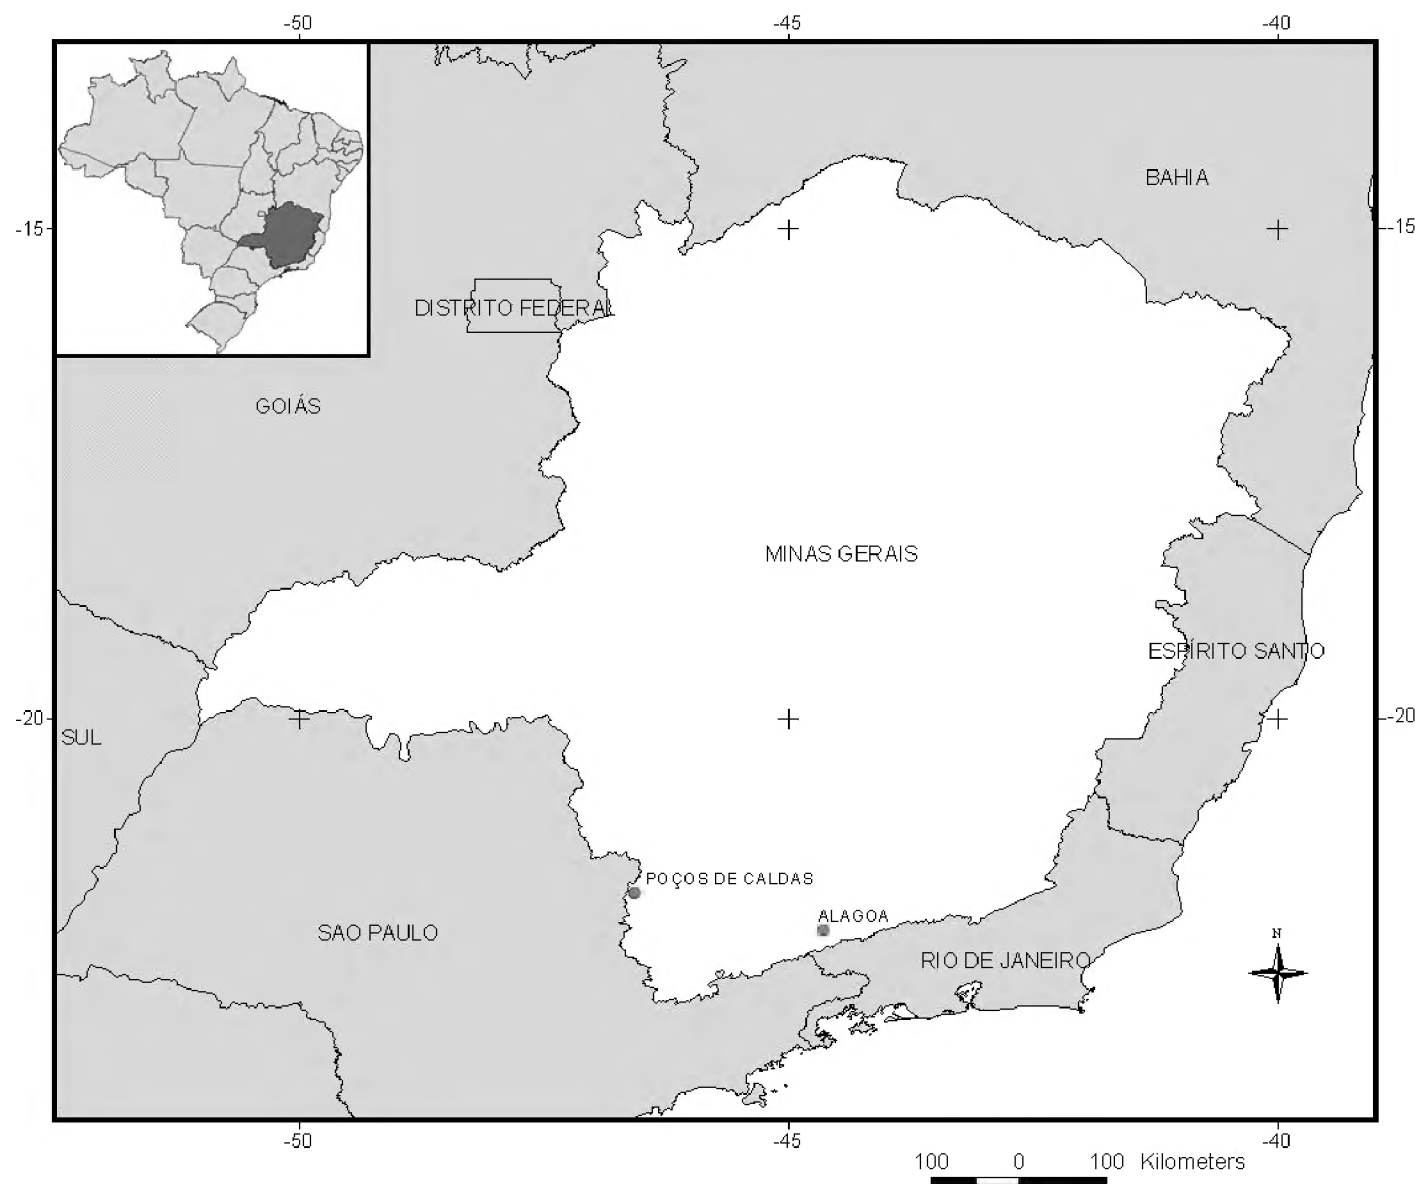 -50 -45 -40
BAHIA
-15 -15
DISTRITO FEDERAL
GOIÁS
MINAS GERAIS
ESPÍRITO SANTO
-20 -20
SUL
POÇOS DE CALDAS
ALAGOA
SAO PAULO
RIO DE JANEIRO
N
-50 -45 -40
100 0 100 Kilometers